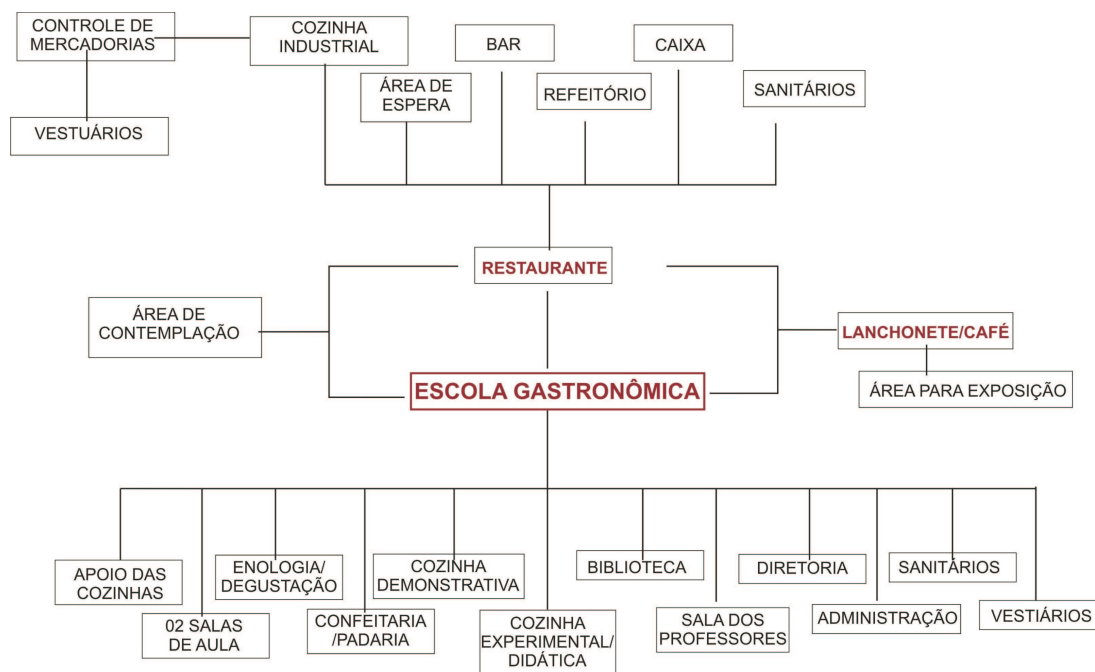 CONTROLE DE
MERCADORIAS
COZINHA
INDUSTRIAL
BAR
CAIXA
ÁREA DE
ESPERA
REFEITÓRIO
SANITÁRIOS
VESTUÁRIOS
RESTAURANTE
ÁREA DE
CONTEMPLAÇÃO
LANCHONETE/CAFÉ
ESCOLA GASTRONÔMICA
ÁREA PARA EXPOSIÇÃO
APOIO DAS
COZINHAS
02 SALAS
DE AULA
ENOLOGIA/
DEGUSTAÇÃO
CONFEITARIA
/PADARIA
COZINHA
DEMONSTRATIVA
COZINHA
EXPERIMENTAL/
DIDÁTICA
BIBLIOTECA
SALA DOS
PROFESSORES
DIRETORIA
ADMINISTRAÇÃO
SANITÁRIOS
VESTIÁRIOS